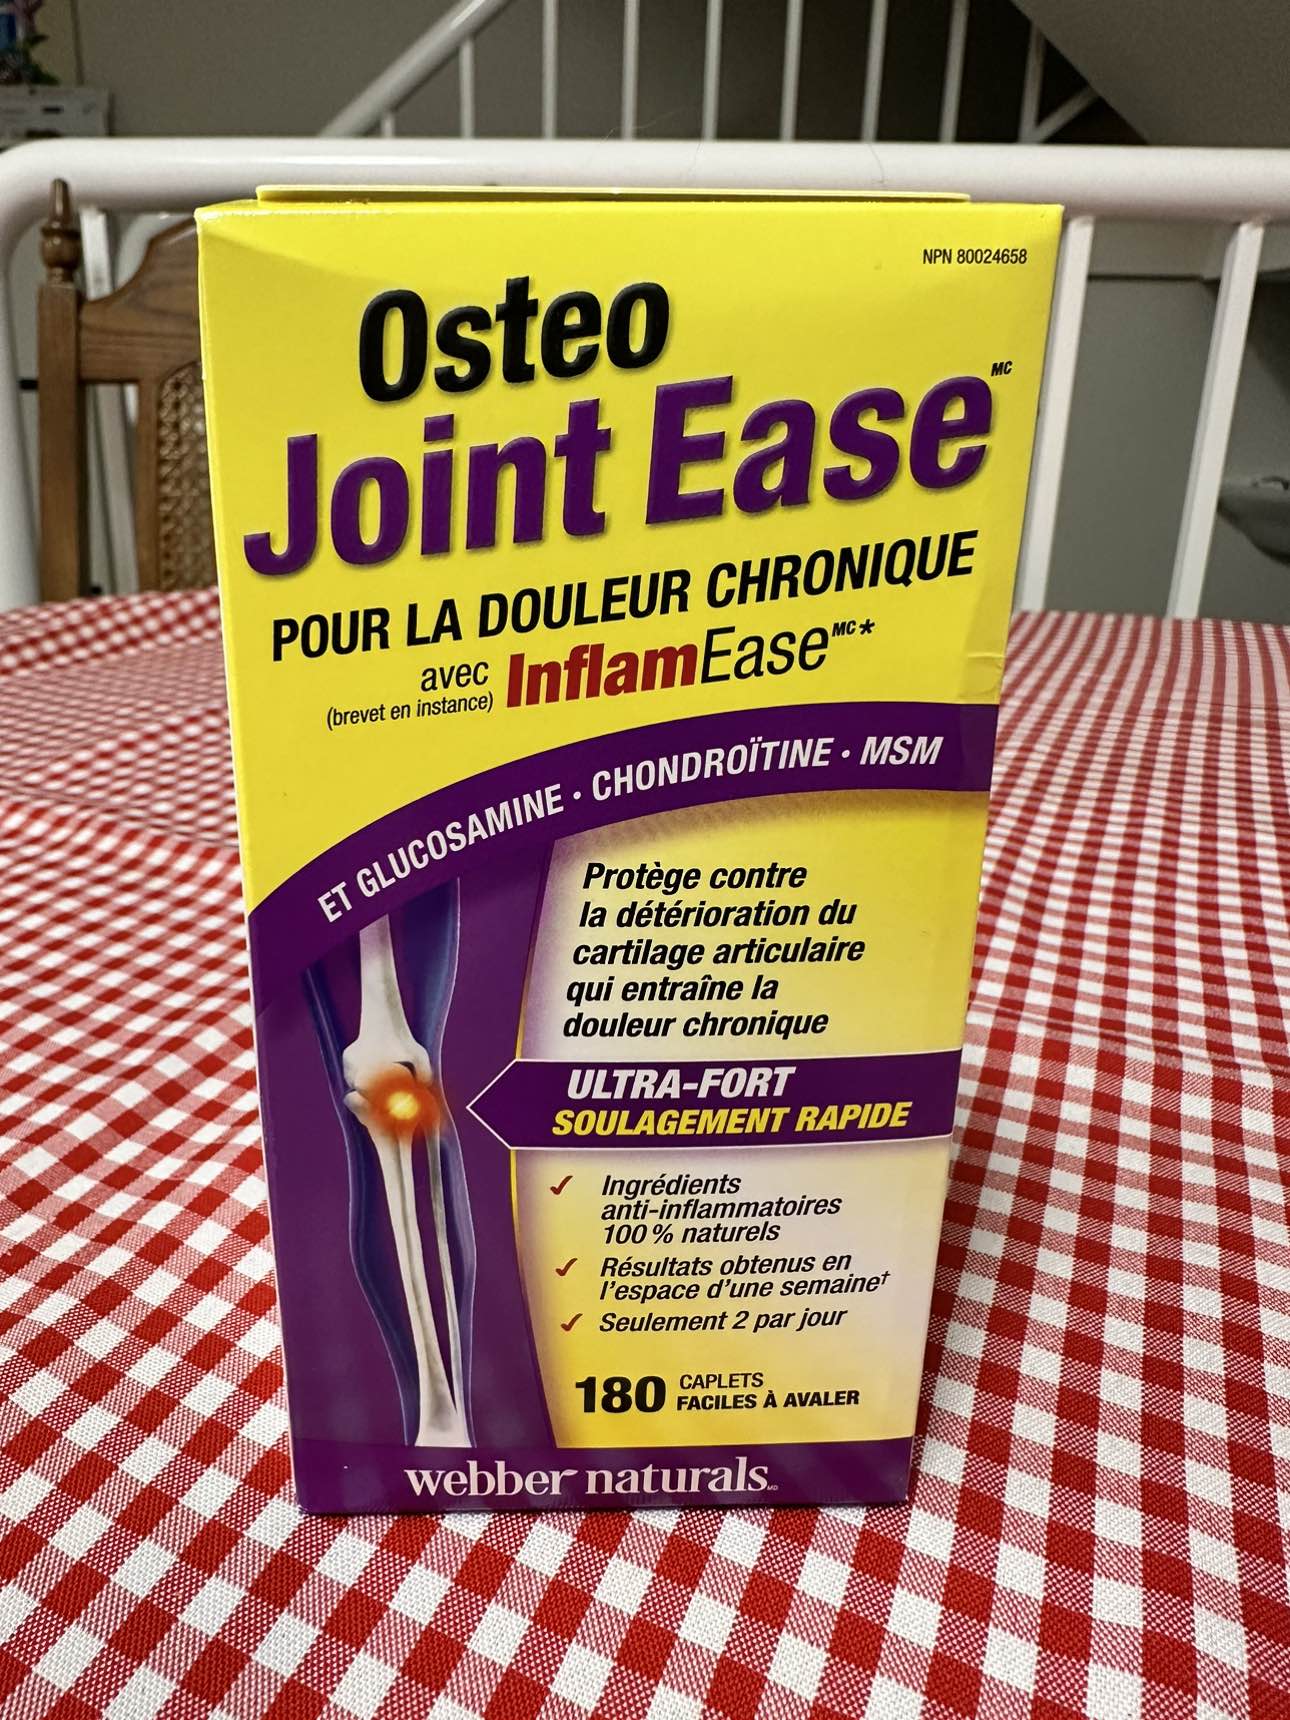 NPN 80024658
Osteo
Joint Ease MC
POUR LA DOULEUR CHRONIQUE
avec InflamEase MC*
(brevet en instance)
ET GLUCOSAMINE · CHONDROÏTINE · MSM
Protège contre
la détérioration du
cartilage articulaire
qui entraîne la
douleur chronique
ULTRA-FORT
SOULAGEMENT RAPIDE
✓ Ingrédients
anti-inflammatoires
100 % naturels
✓ Résultats obtenus en
l'espace d'une semaine†
✓ Seulement 2 par jour
180 CAPLETS
FACILES À AVALER
webber naturals MD